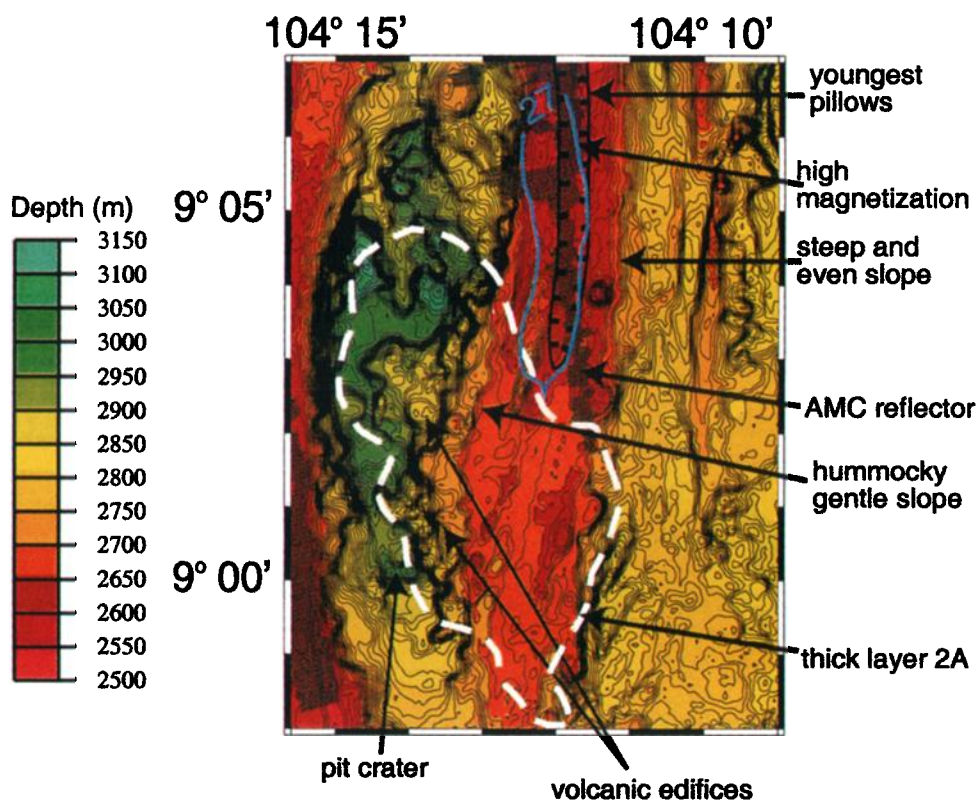 104° 15’ 104° 10’
youngest
pillows
27
high
magnetization
Depth (m)
9° 05’
3150
3100
3050
3000
2950
2900
2850
2800
2750
2700
2650
2600
2550
2500
steep and
even slope
AMC reflector
hummocky
gentle slope
9° 00’
thick layer 2A
pit crater
volcanic edifices